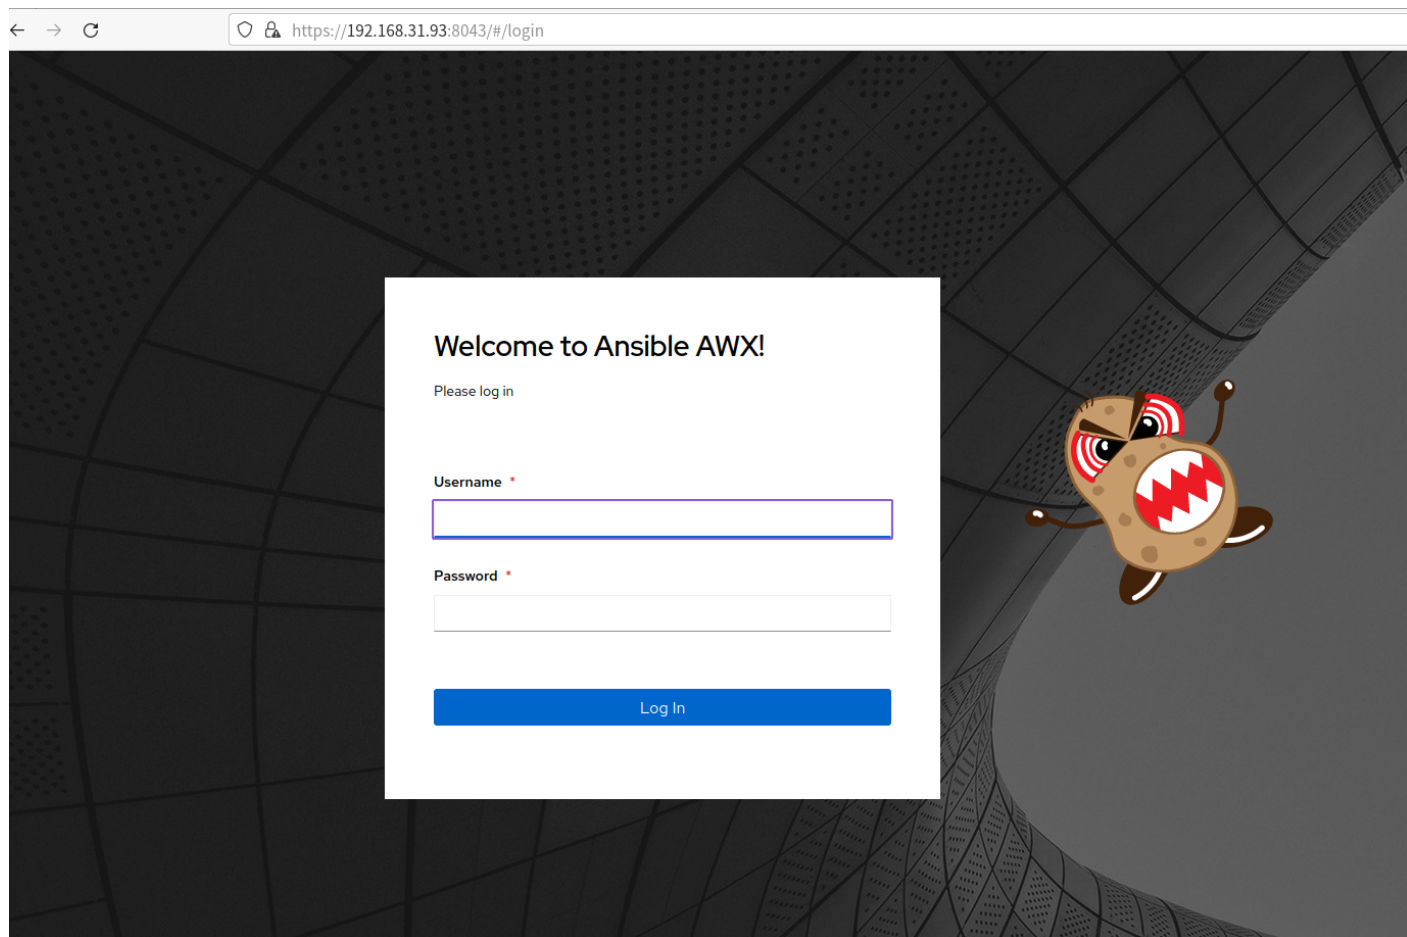 https://192.168.31.93:8043/#/login
Welcome to Ansible AWX!
Please log in
Username *
Password *
Log In